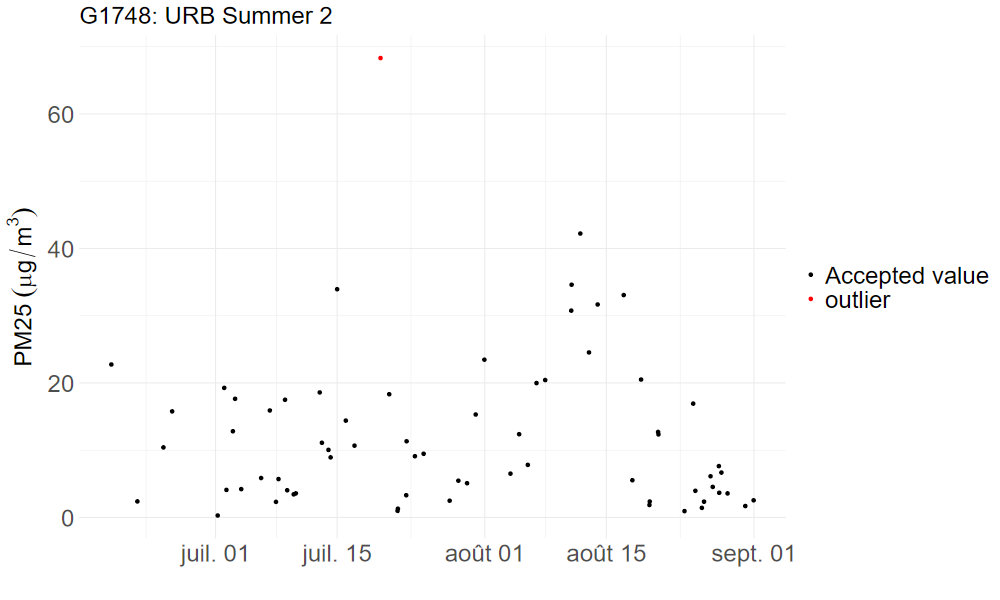 G1748: URB Summer 2
PM25 (μg/m³)
60
40
20
0
juil. 01
juil. 15
août 01
août 15
sept. 01
Accepted value
outlier